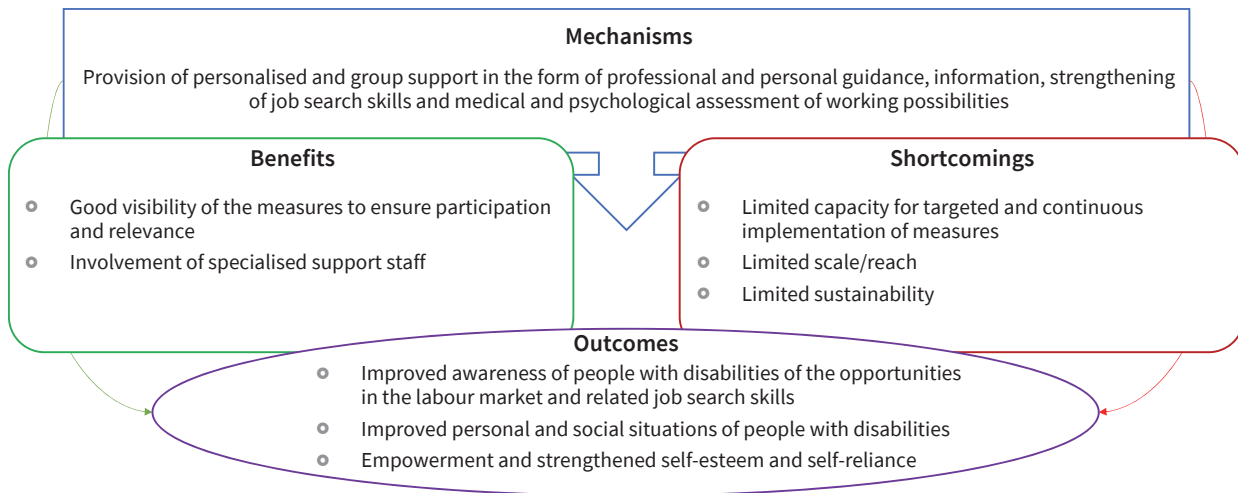 Mechanisms
Provision of personalised and group support in the form of professional and personal guidance, information, strengthening
of job search skills and medical and psychological assessment of working possibilities
Benefits
Good visibility of the measures to ensure participation
and relevance
Involvement of specialised support staff
Shortcomings
Limited capacity for targeted and continuous
implementation of measures
Limited scale/reach
Limited sustainability
Outcomes
Improved awareness of people with disabilities of the opportunities
in the labour market and related job search skills
Improved personal and social situations of people with disabilities
Empowerment and strengthened self-esteem and self-reliance